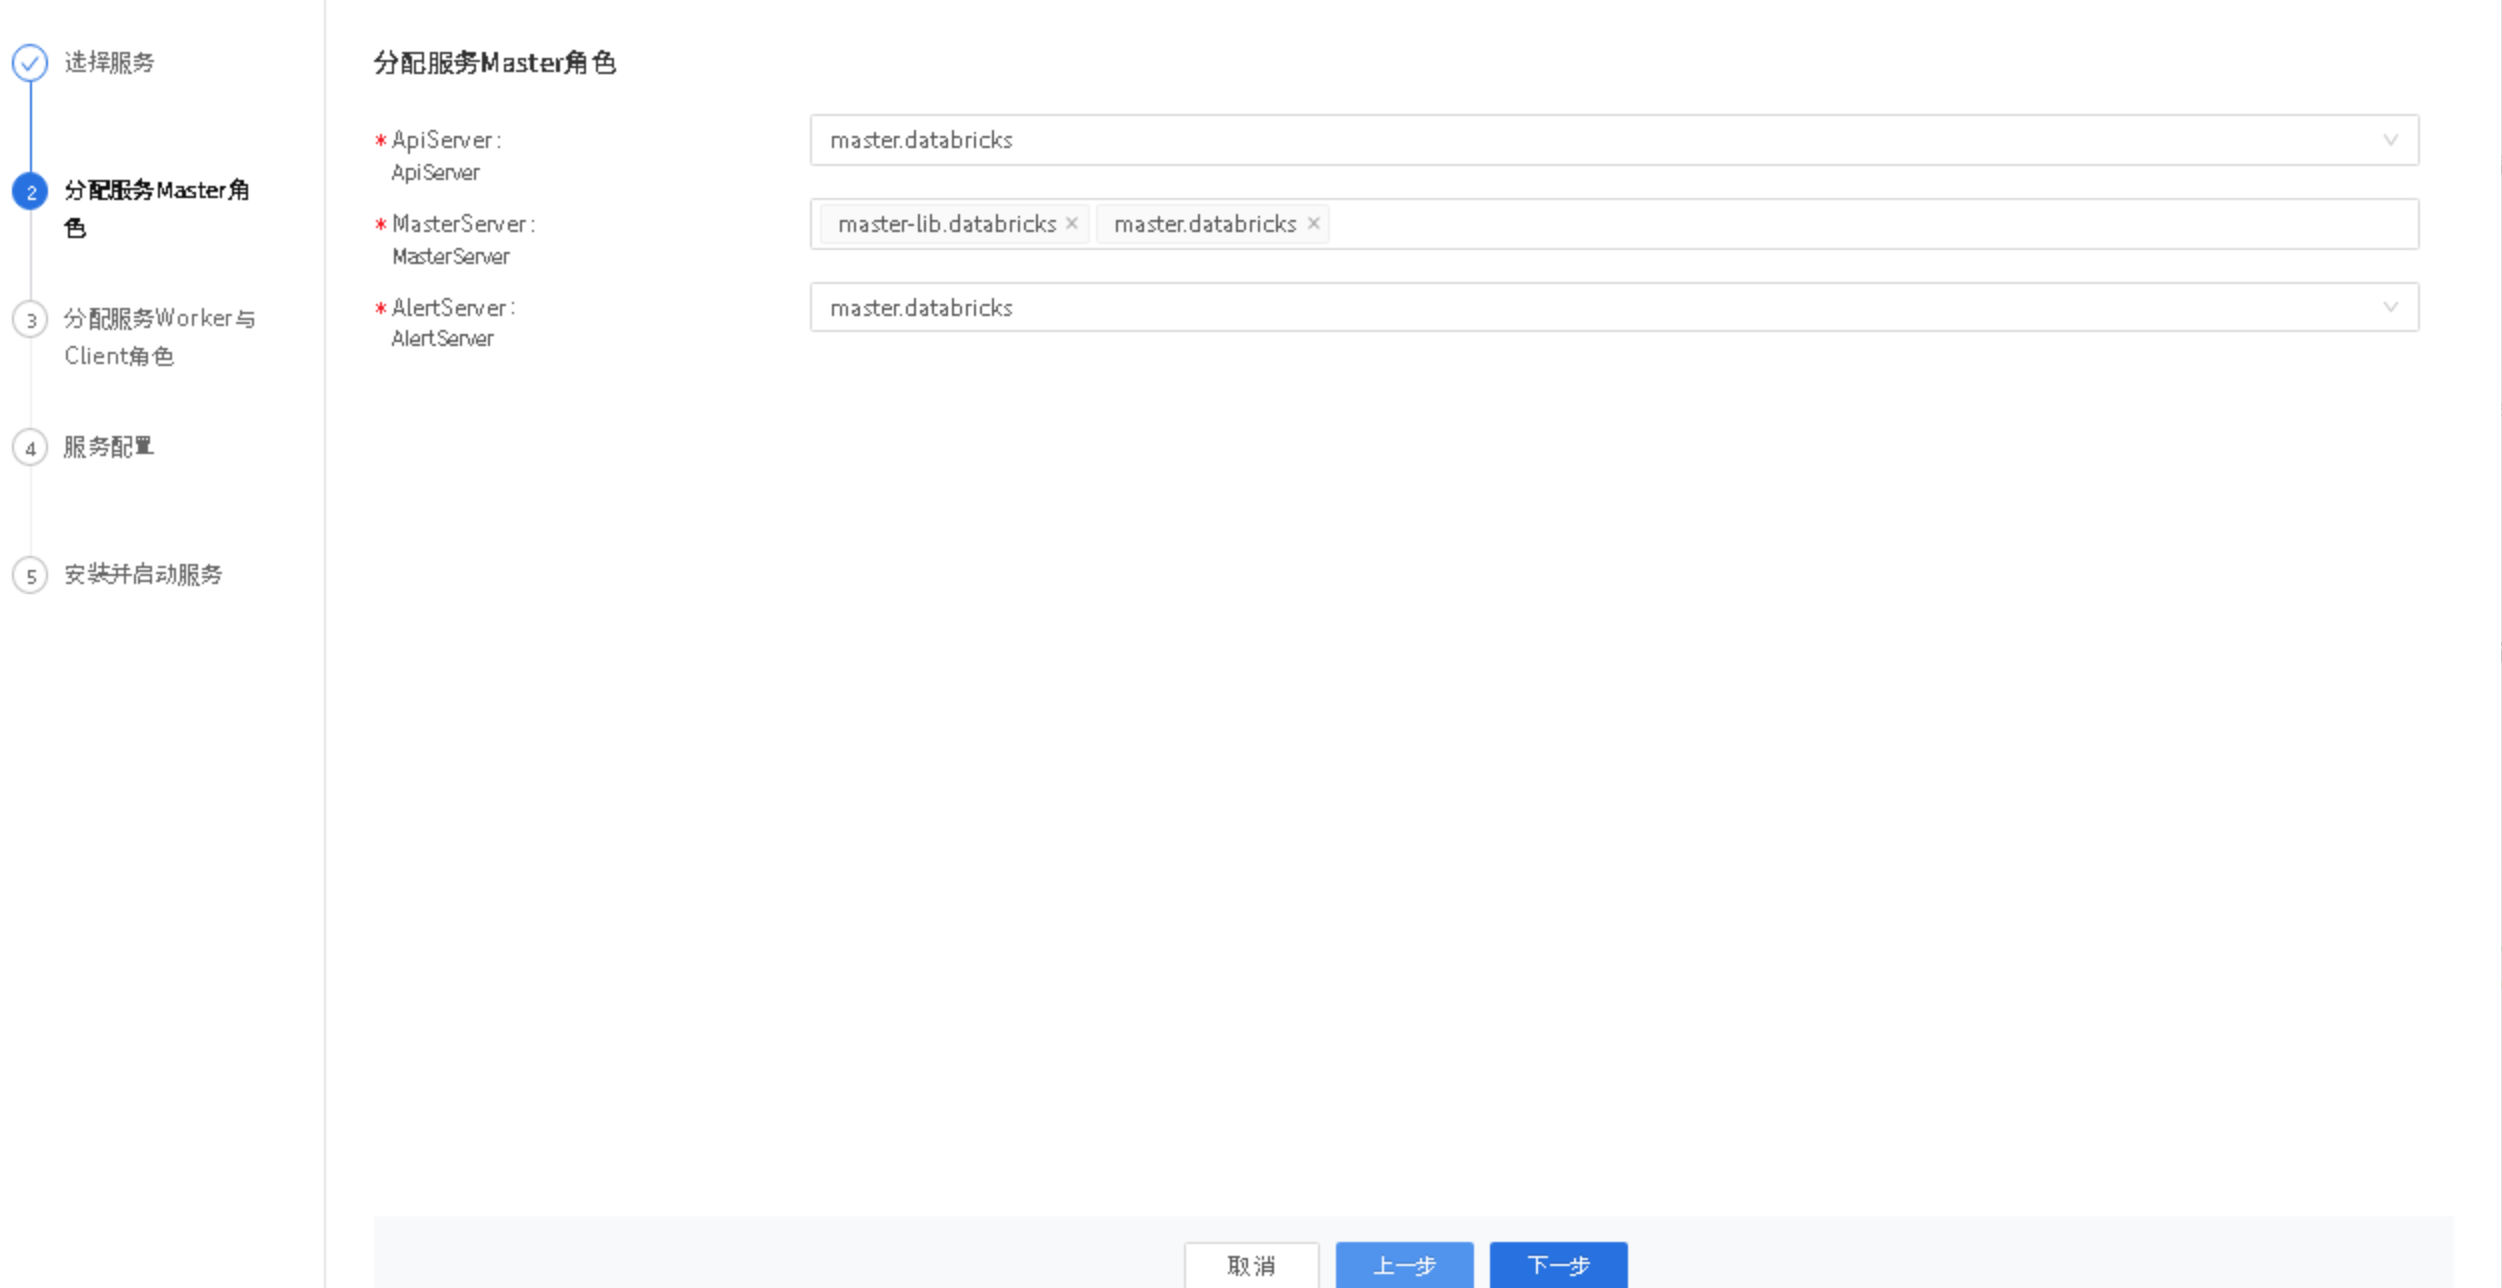 选择服务
2
分配服务Master角
色
3
分配服务Worker与
Client角色
4
服务配置
5
安装并启动服务
分配服务Master角色
* ApiServer:
ApiServer
master.databricks
* MasterServer:
MasterServer
master-lib.databricks × master.databricks ×
* AlertServer:
AlertServer
master.databricks
取消
上一步
下一步